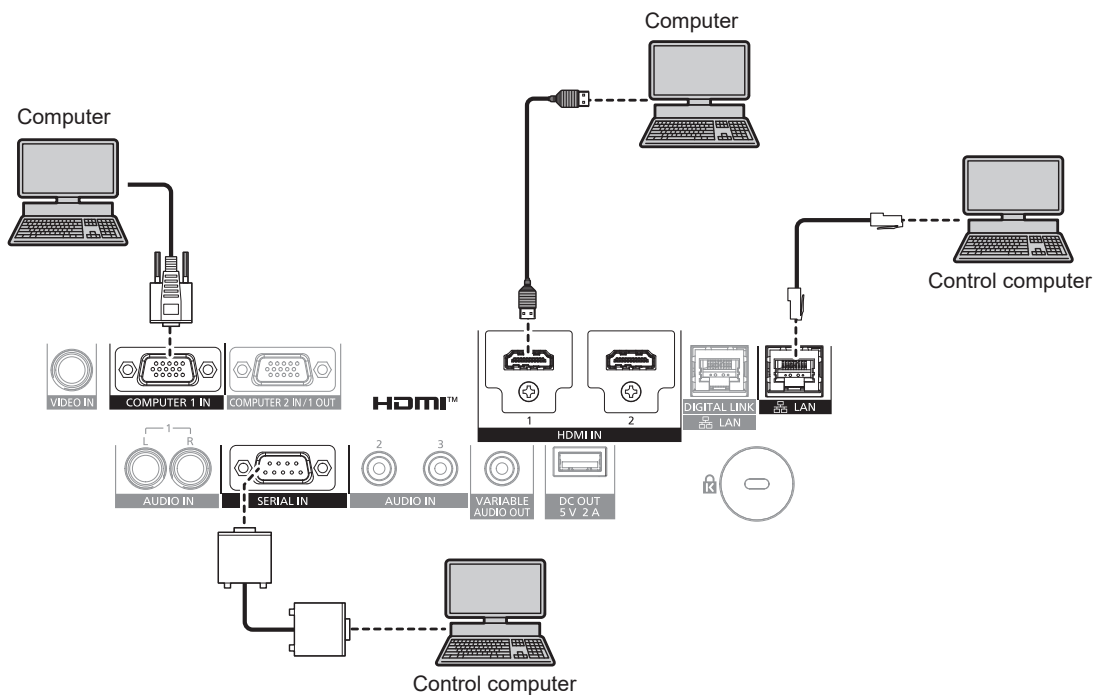 Computer
Computer
Control computer
VIDEO IN
COMPUTER 1 IN
COMPUTER 2 IN/1 OUT
HDMI™
1
2
HDMI IN
DIGITAL LINK
LAN
LAN
1
L
R
AUDIO IN
SERIAL IN
2
3
AUDIO IN
VARIABLE
AUDIO OUT
DC OUT
5 V 2 A
K
Control computer